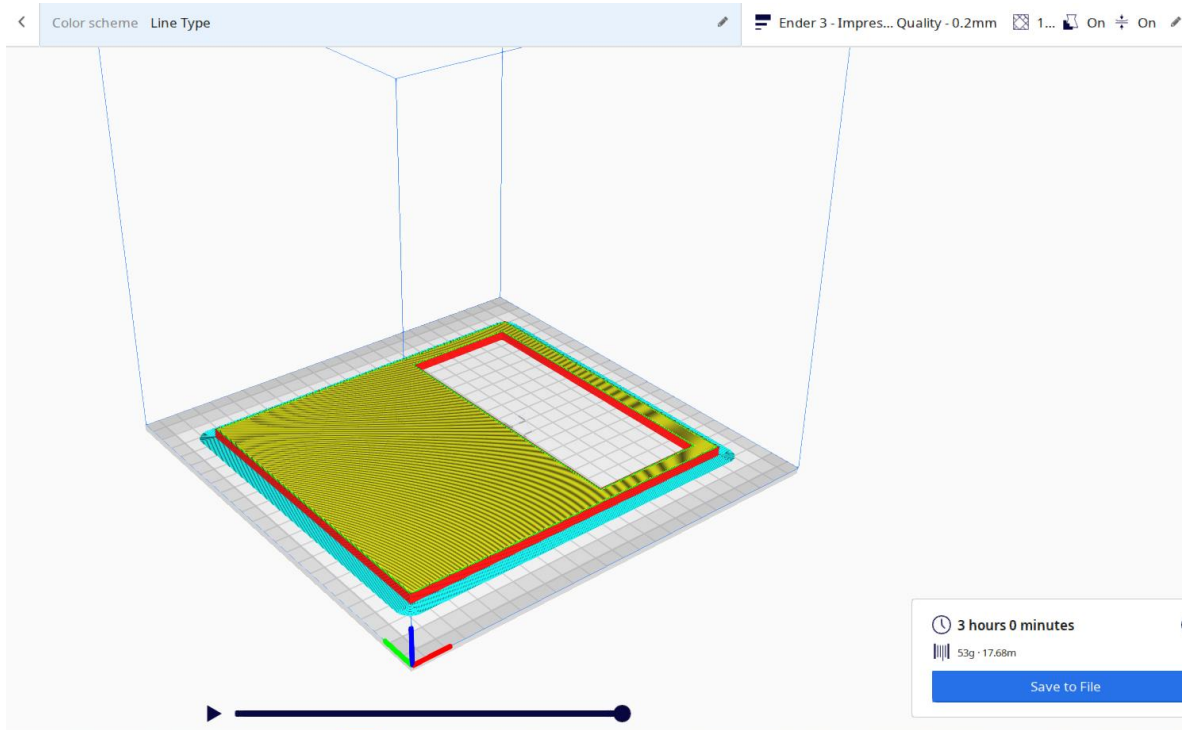 Color scheme Line Type
Ender 3 - Impres... Quality - 0.2mm 1... On On
3 hours 0 minutes
53g · 17.68m
Save to File